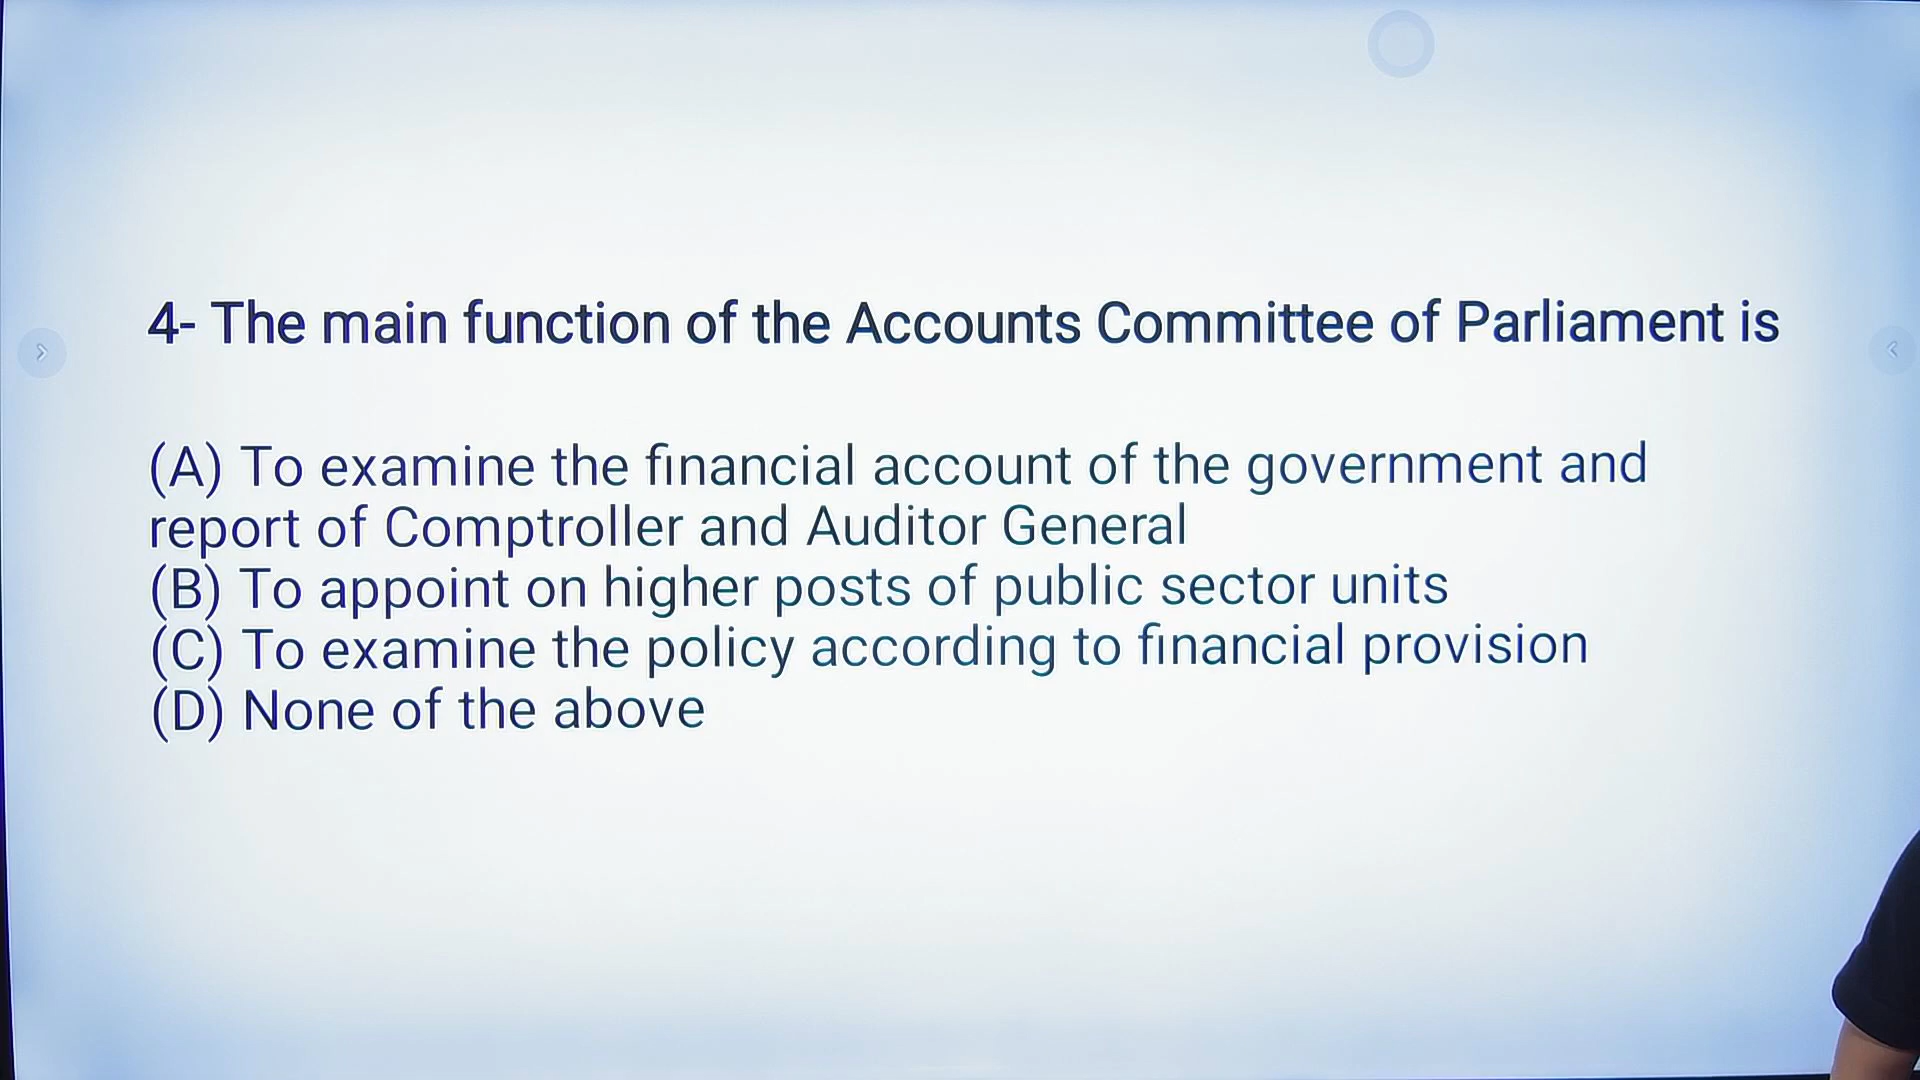 4- The main function of the Accounts Committee of Parliament is
(A) To examine the financial account of the government and
report of Comptroller and Auditor General
(B) To appoint on higher posts of public sector units
(C) To examine the policy according to financial provision
(D) None of the above